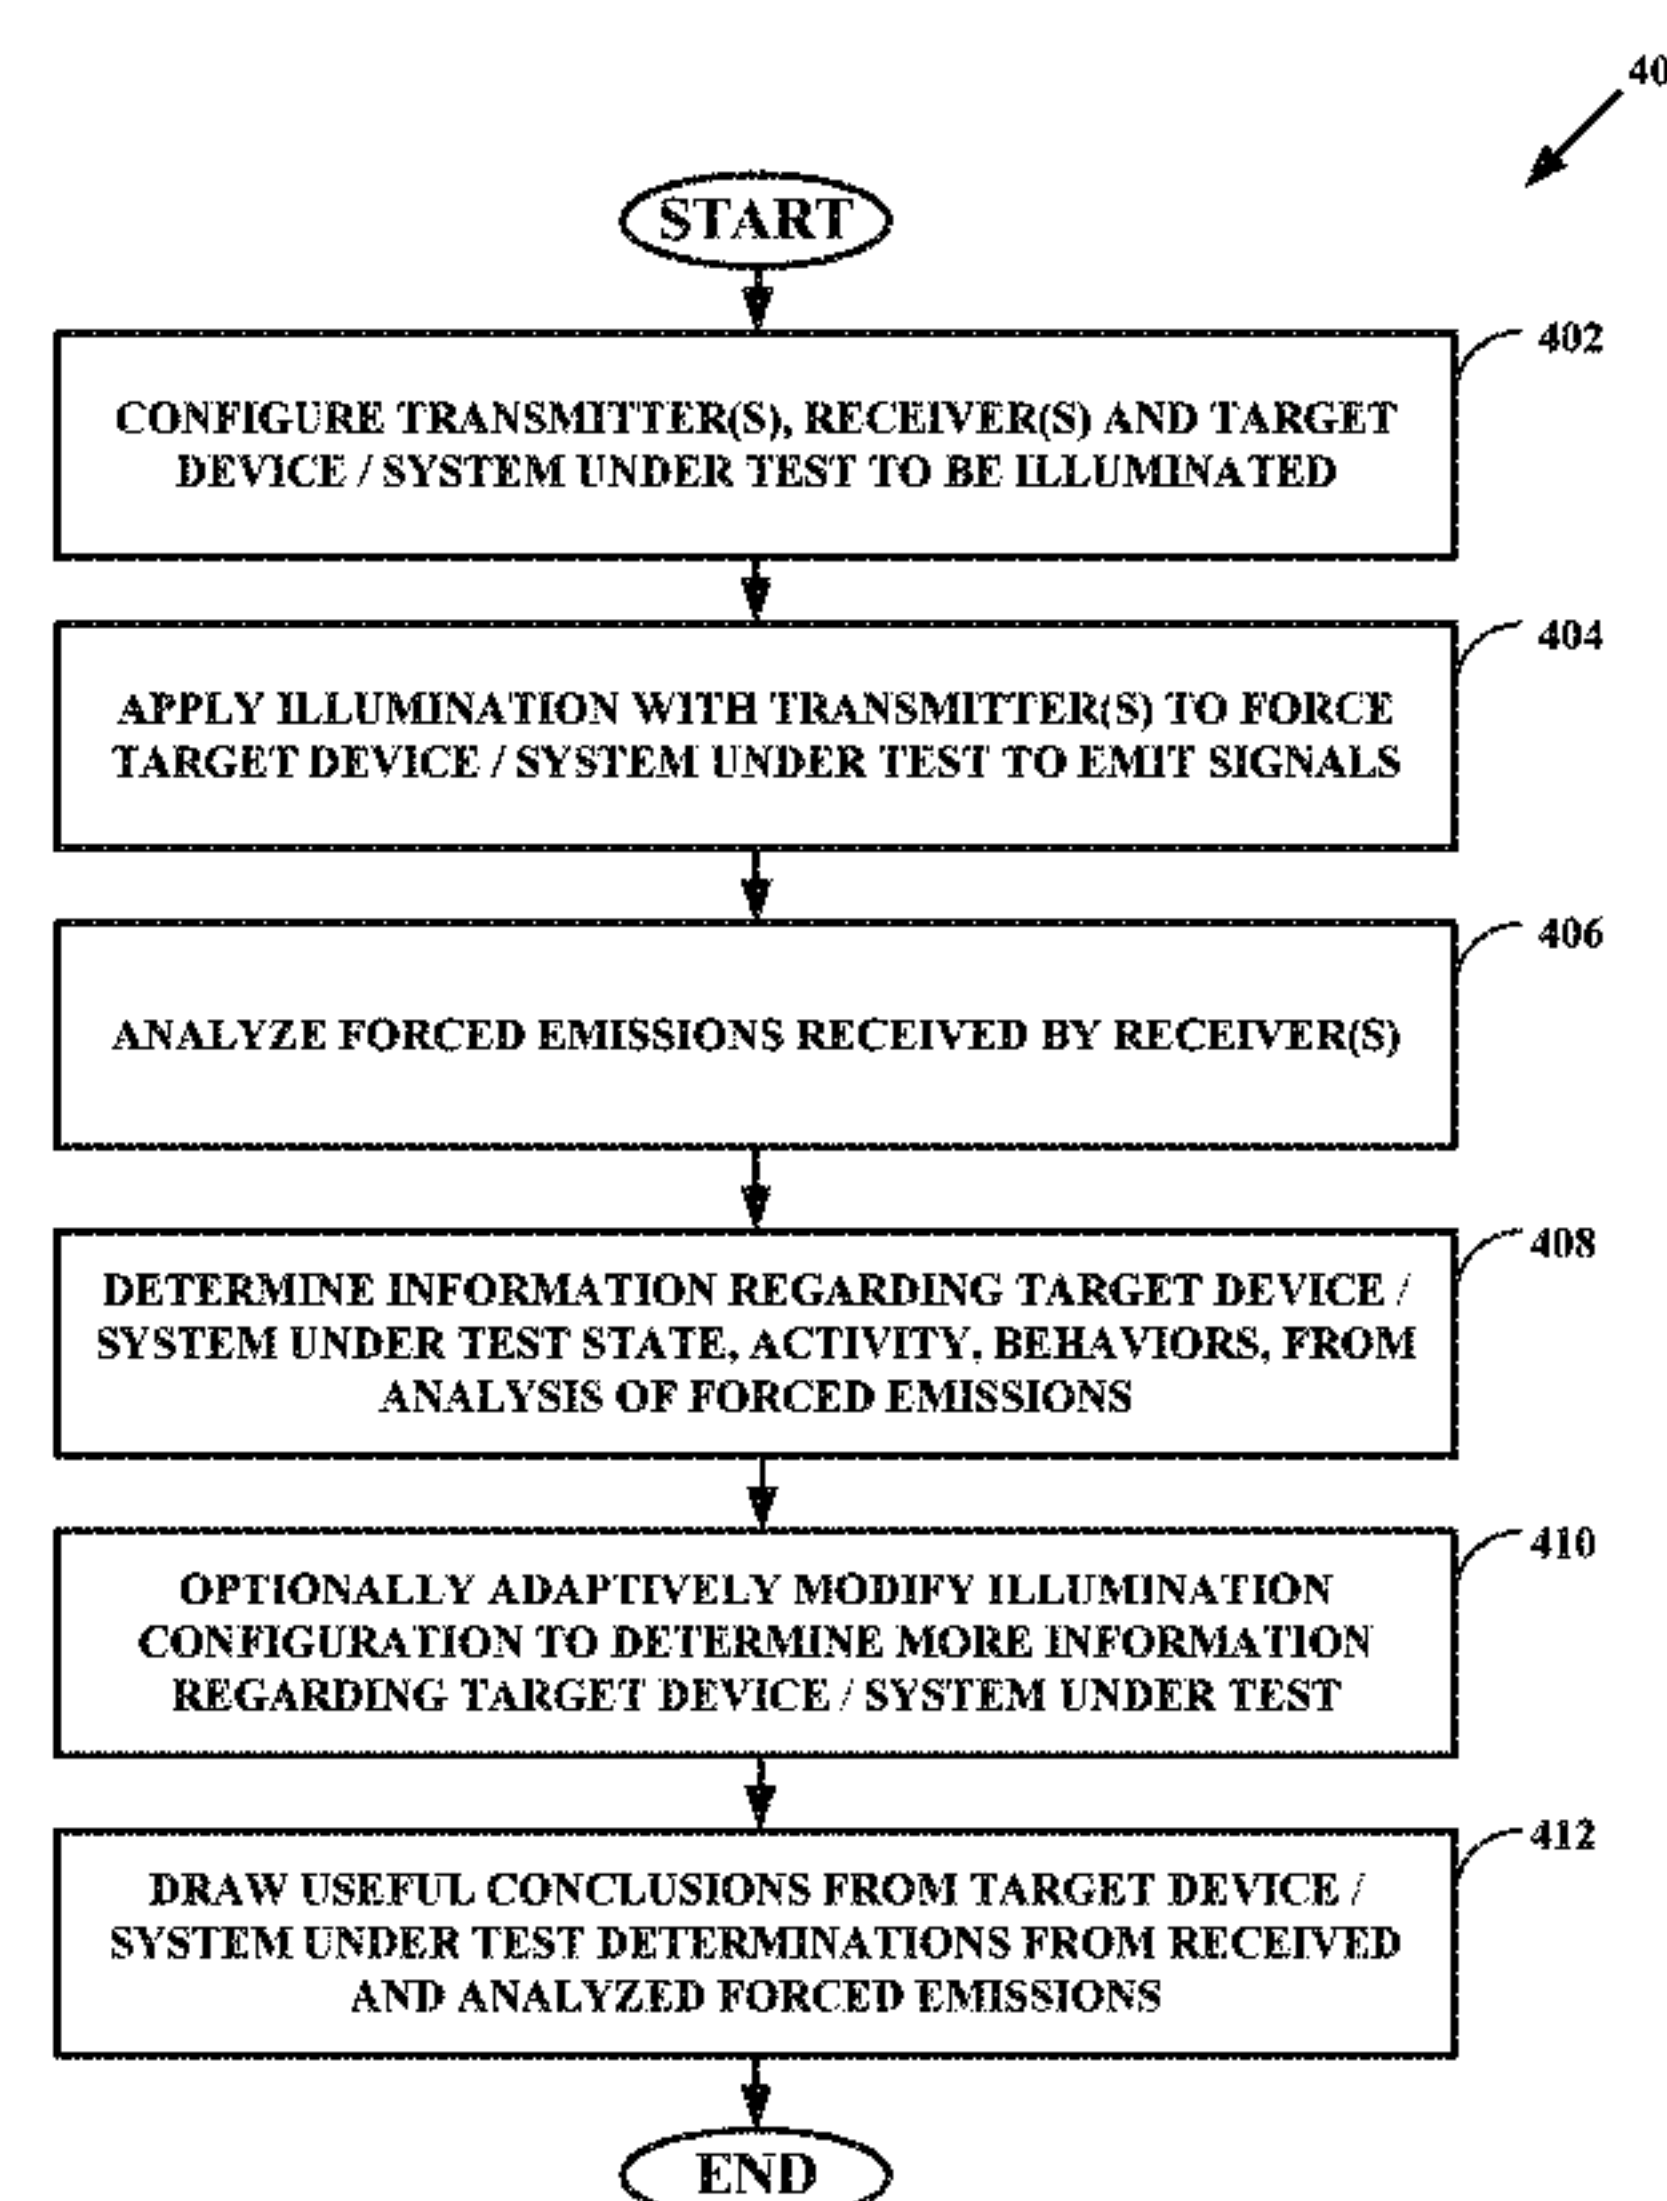 40
START
402
CONFIGURE TRANSMITTER(S), RECEIVER(S) AND TARGET
DEVICE / SYSTEM UNDER TEST TO BE ILLUMINATED
404
APPLY ILLUMINATION WITH TRANSMITTER(S) TO FORCE
TARGET DEVICE / SYSTEM UNDER TEST TO EMIT SIGNALS
406
ANALYZE FORCED EMISSIONS RECEIVED BY RECEIVER(S)
408
DETERMINE INFORMATION REGARDING TARGET DEVICE /
SYSTEM UNDER TEST STATE, ACTIVITY, BEHAVIORS, FROM
ANALYSIS OF FORCED EMISSIONS
410
OPTIONALLY ADAPTIVELY MODIFY ILLUMINATION
CONFIGURATION TO DETERMINE MORE INFORMATION
REGARDING TARGET DEVICE / SYSTEM UNDER TEST
412
DRAW USEFUL CONCLUSIONS FROM TARGET DEVICE /
SYSTEM UNDER TEST DETERMINATIONS FROM RECEIVED
AND ANALYZED FORCED EMISSIONS
END